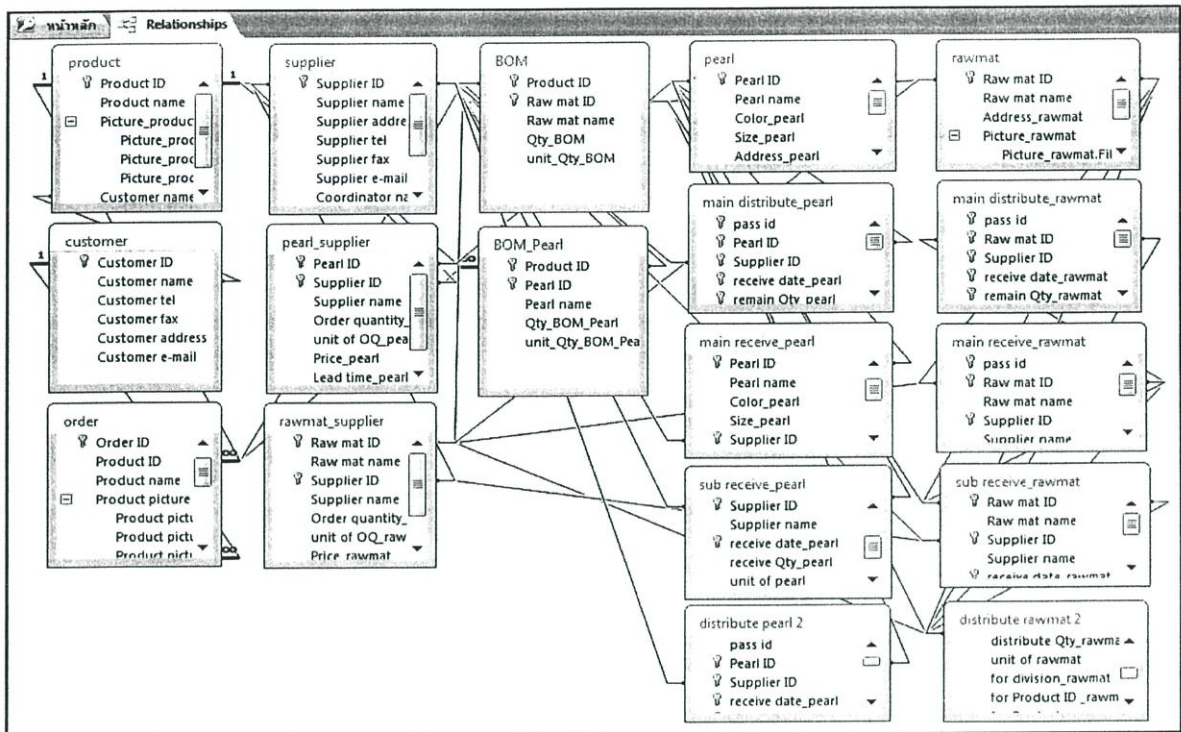 หน้าหลัก
Relationships
product
Product ID
Product name
Picture_produc
Picture_proc
Picture_proc
Picture_proc
Customer name
customer
Customer ID
Customer name
Customer tel
Customer fax
Customer address
Customer e-mail
order
Order ID
Product ID
Product name
Product picture
Product pictu
Product pictu
Product pictu
supplier
Supplier ID
Supplier name
Supplier addre
Supplier tel
Supplier fax
Supplier e-mail
Coordinator na
pearl_supplier
Pearl ID
Supplier ID
Supplier name
Order quantity_
unit of OQ_pea
Price_pearl
Lead time_pearl
rawmat_supplier
Raw mat ID
Raw mat name
Supplier ID
Supplier name
Order quantity_
unit of OQ_raw
Price_rawmat
BOM
Product ID
Raw mat ID
Raw mat name
Qty_BOM
unit_Qty_BOM
BOM_Pearl
Product ID
Pearl ID
Pearl name
Qty_BOM_Pearl
unit_Qty_BOM_Pea
pearl
Pearl ID
Pearl name
Color_pearl
Size_pearl
Address_pearl
main distribute_pearl
pass id
Pearl ID
Supplier ID
receive date_pearl
remain Qty_pearl
main receive_pearl
Pearl ID
Pearl name
Color_pearl
Size_pearl
Supplier ID
sub receive_pearl
Supplier ID
Supplier name
receive date_pearl
receive Qty_pearl
unit of pearl
distribute pearl 2
pass id
Pearl ID
Supplier ID
receive date_pearl
rawmat
Raw mat ID
Raw mat name
Address_rawmat
Picture_rawmat
Picture_rawmat.Fil
main distribute_rawmat
pass id
Raw mat ID
Supplier ID
receive date_rawmat
remain Qty_rawmat
main receive_rawmat
pass id
Raw mat ID
Raw mat name
Supplier ID
Supplier name
sub receive_rawmat
Raw mat ID
Raw mat name
Supplier ID
Supplier name
receive date_rawmat
distribute rawmat 2
distribute Qty_rawma
unit of rawmat
for division_rawmat
for Product ID_rawm
1
1
1
∞
∞
∞